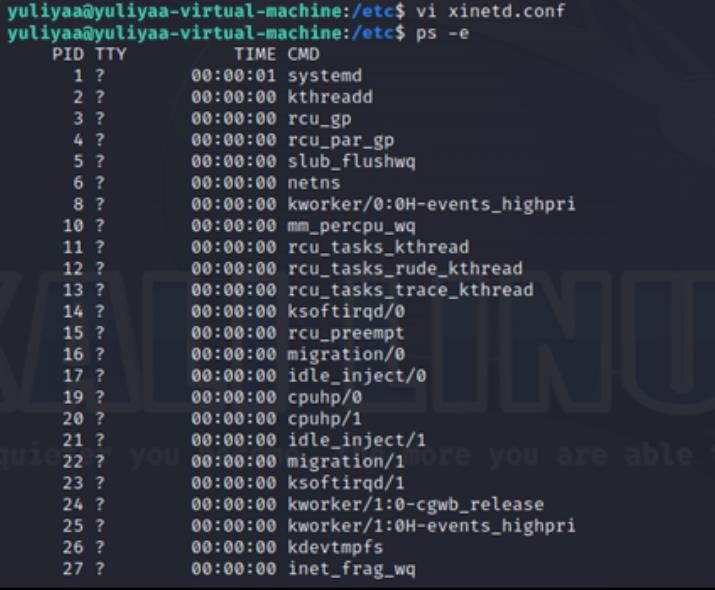 yuliyaa@yuliyaa-virtual-machine:/etc$ vi xinetd.conf
yuliyaa@yuliyaa-virtual-machine:/etc$ ps -e
PID TTY TIME CMD
1 ? 00:00:01 systemd
2 ? 00:00:00 kthreadd
3 ? 00:00:00 rcu_gp
4 ? 00:00:00 rcu_par_gp
5 ? 00:00:00 slub_flushwq
6 ? 00:00:00 netns
8 ? 00:00:00 kworker/0:0H-events_highpri
10 ? 00:00:00 mm_percpu_wq
11 ? 00:00:00 rcu_tasks_kthread
12 ? 00:00:00 rcu_tasks_rude_kthread
13 ? 00:00:00 rcu_tasks_trace_kthread
14 ? 00:00:00 ksoftirqd/0
15 ? 00:00:00 rcu_preempt
16 ? 00:00:00 migration/0
17 ? 00:00:00 idle_inject/0
19 ? 00:00:00 cpuhp/0
20 ? 00:00:00 cpuhp/1
21 ? 00:00:00 idle_inject/1
22 ? 00:00:00 migration/1
23 ? 00:00:00 ksoftirqd/1
24 ? 00:00:00 kworker/1:0-cgwb_release
25 ? 00:00:00 kworker/1:0H-events_highpri
26 ? 00:00:00 kdevtmpfs
27 ? 00:00:00 inet_frag_wq
you more you are able